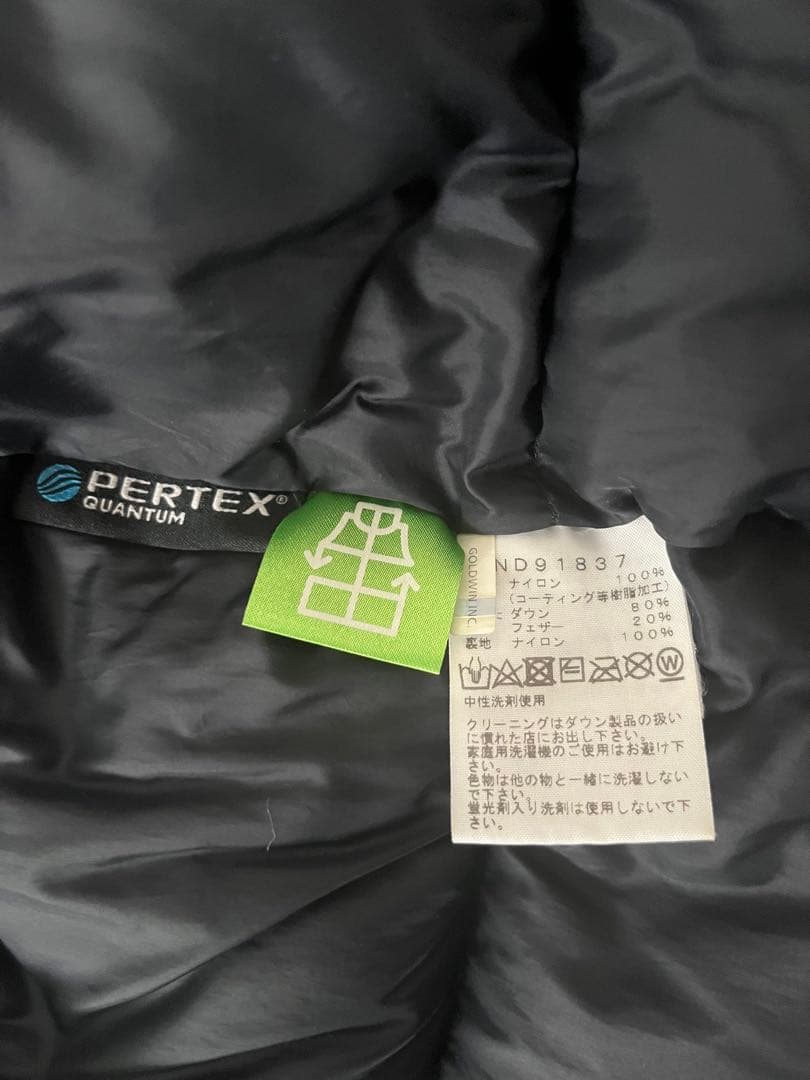 PERTEX®
QUANTUM
GOLDWIN INC
ND91837
ナイロン 100%
(コーティング等樹脂加工)
ダウン 80%
フェザー 20%
裏地 ナイロン 100%
W
中性洗剤使用
クリーニングはダウン製品の扱い
に慣れた店にお出し下さい。
家庭用洗濯機のご使用はお避け下
さい。
色物は他の物と一緒に洗濯しない
で下さい。
蛍光剤入り洗剤は使用しないで下
さい。